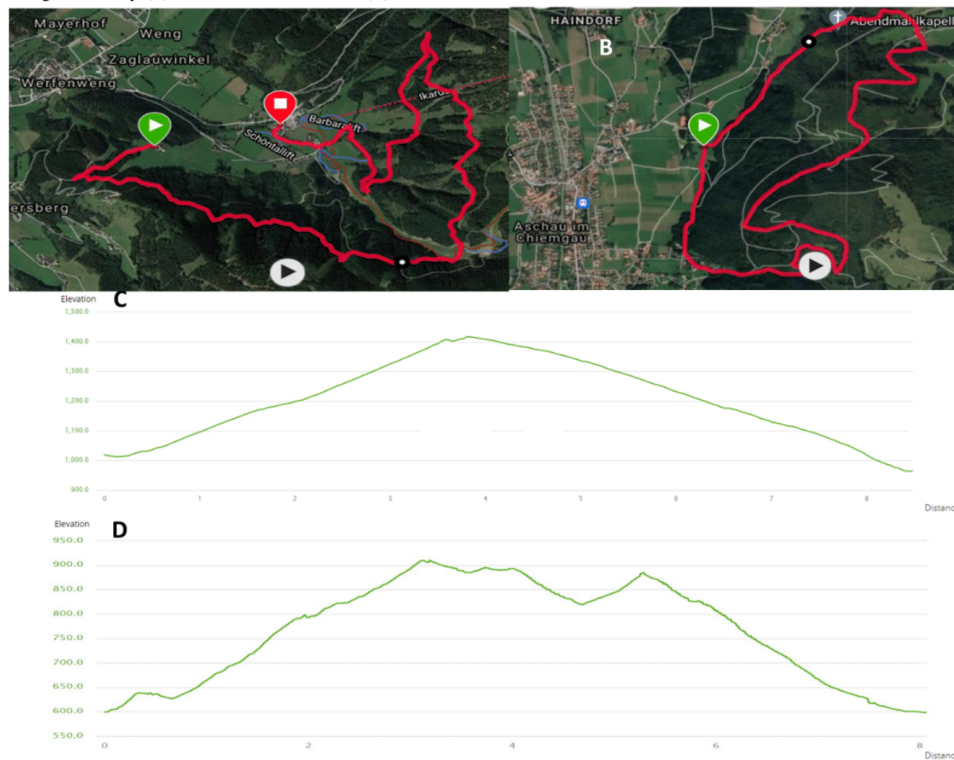 Mayerhof
Weng
Zaglauwinkel
Werfenweng
Barbaralift
Schöntallift
ersberg
HAINDORF
B
Abendmahlkapell
Aschau im
Chiemgau
Elevation
C
1,500.0
1,400.0
1,300.0
1,200.0
1,100.0
1,000.0
900.0
0 1 2 3 4 5 6 7 8
Distanc
Elevation
D
950.0
900.0
850.0
800.0
750.0
700.0
650.0
600.0
550.0
0 2 4 6 8
Distanc